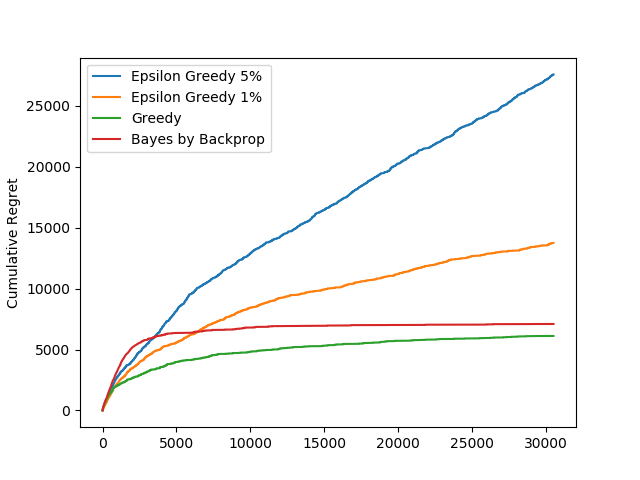 Epsilon Greedy 5%
Epsilon Greedy 1%
Greedy
Bayes by Backprop
Cumulative Regret
25000
20000
15000
10000
5000
0
0 5000 10000 15000 20000 25000 30000